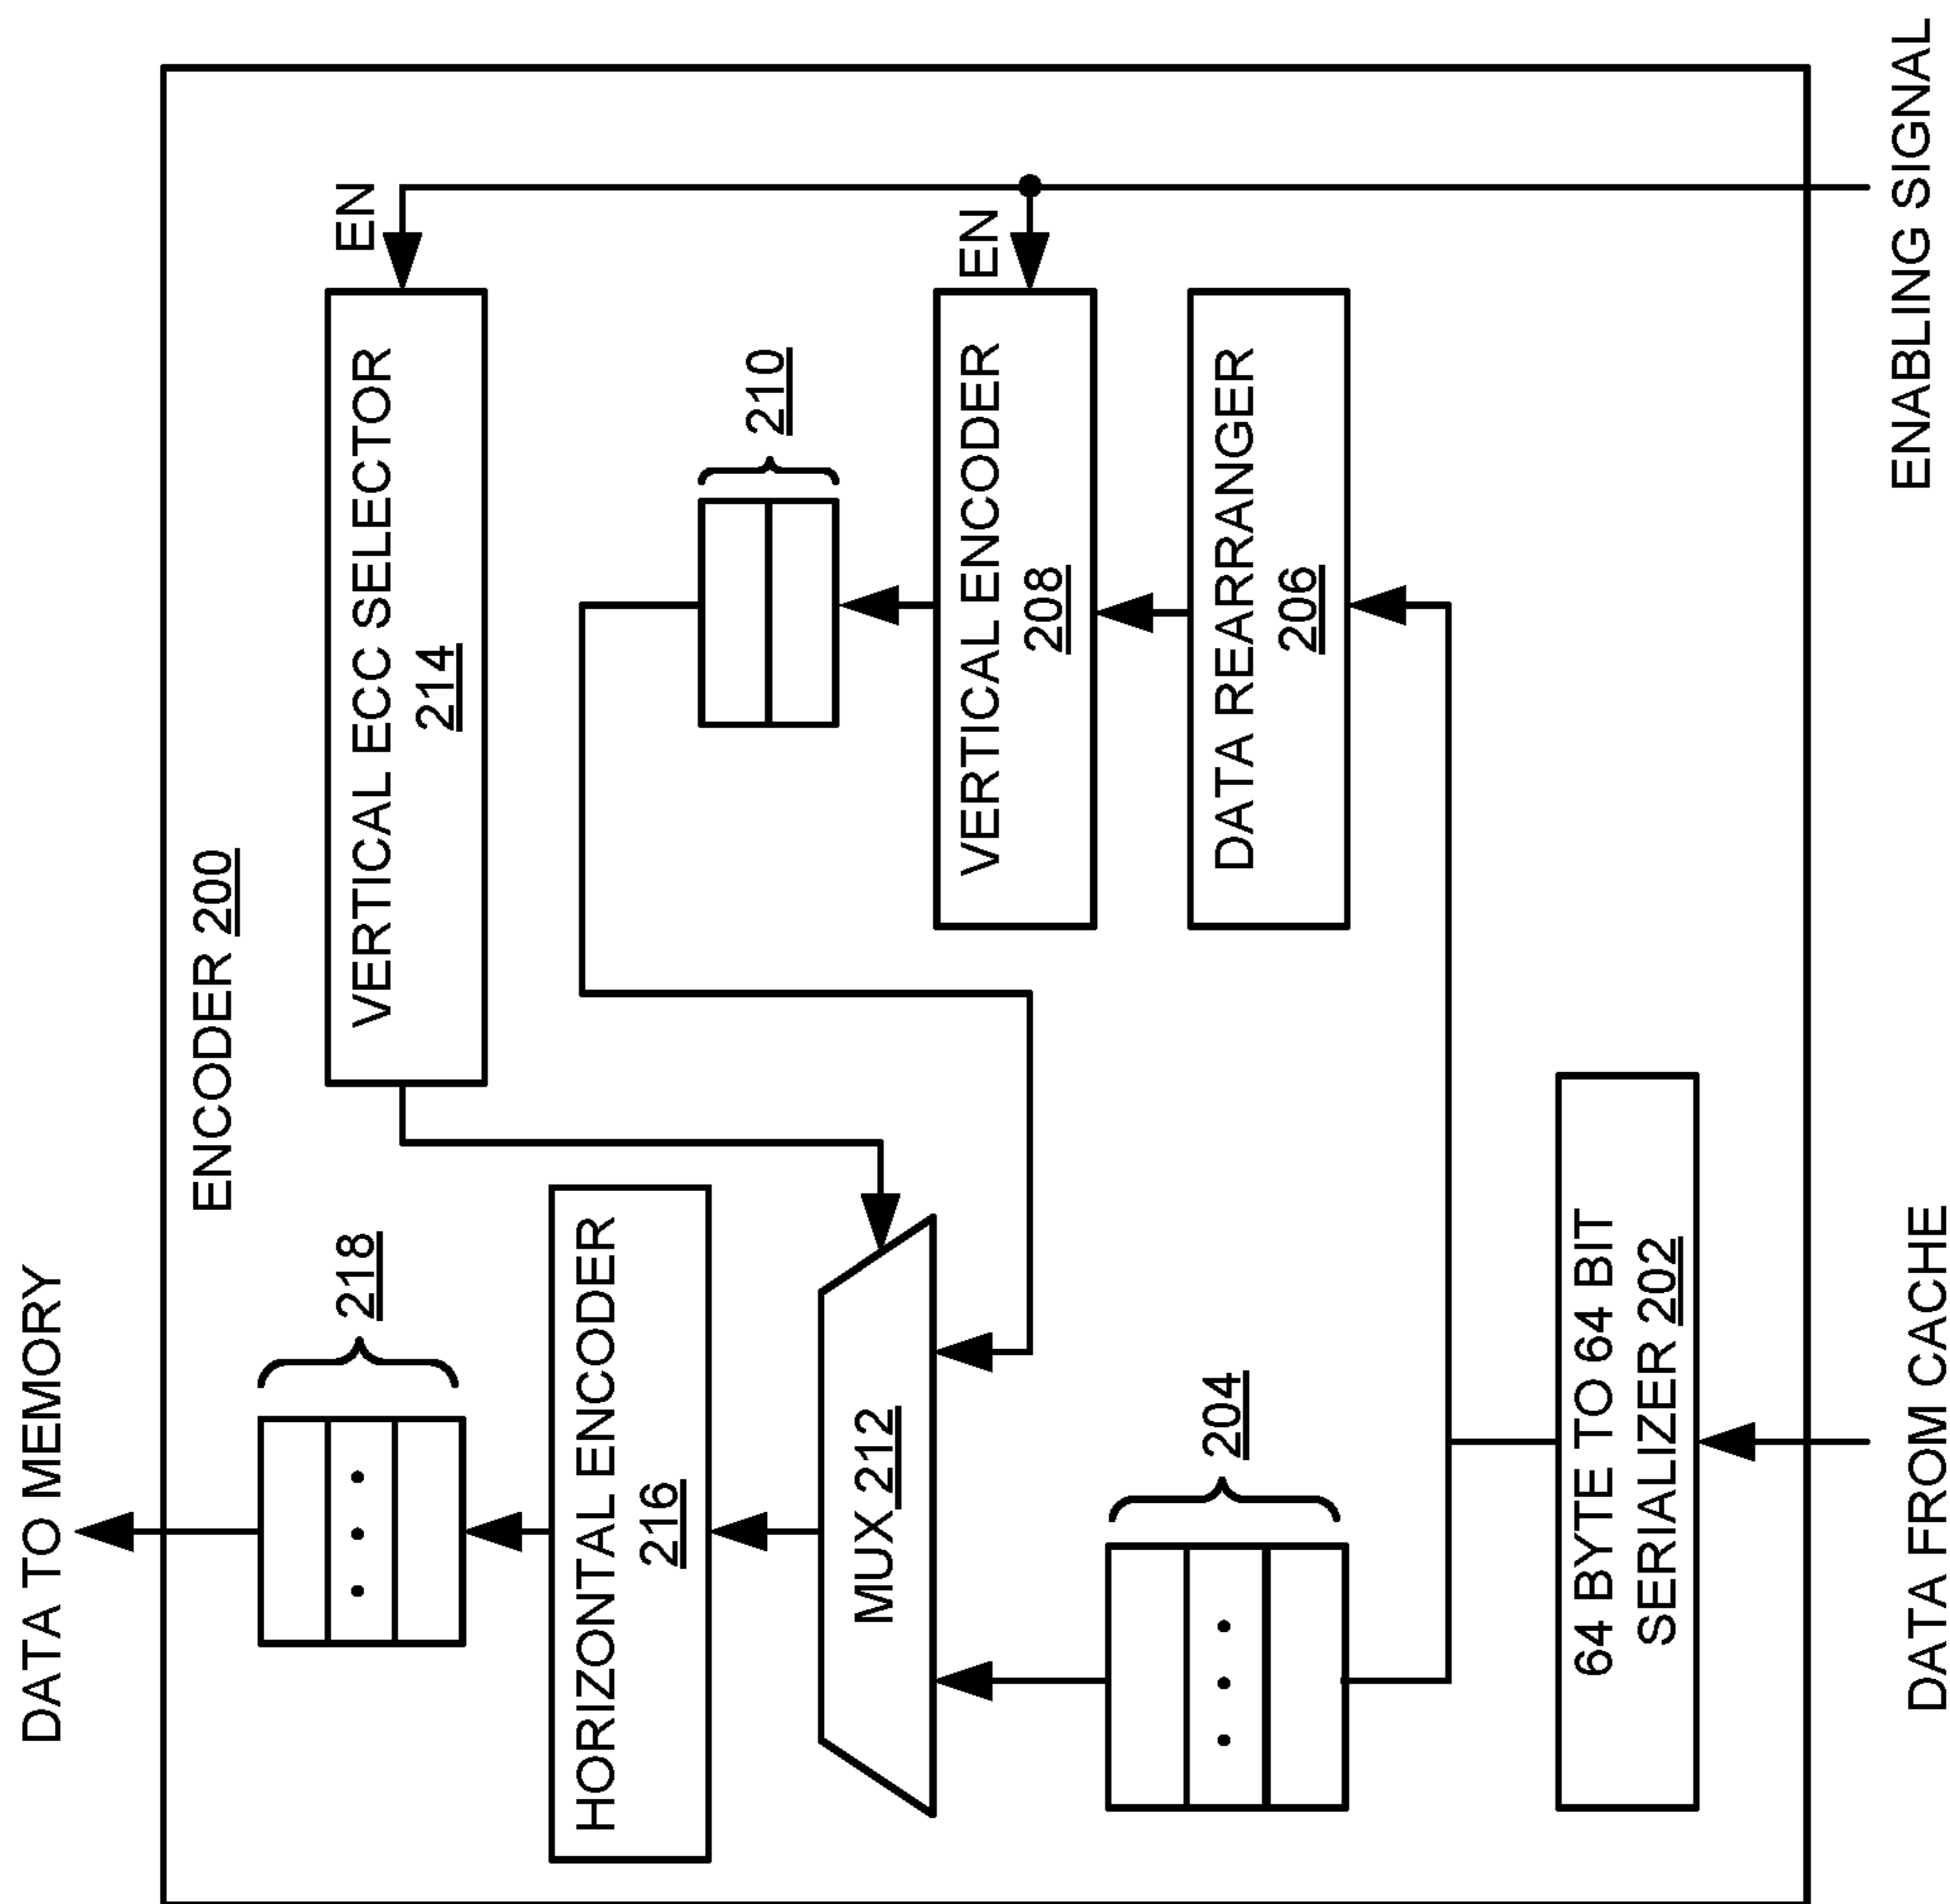 DATA TO MEMORY
ENCODER 200
218
EN
VERTICAL ECC SELECTOR
214
HORIZONTAL ENCODER
216
210
MUX 212
EN
VERTICAL ENCODER
208
204
DATA REARRANGER
206
64 BYTE TO 64 BIT
SERIALIZER 202
DATA FROM CACHE
ENABLING SIGNAL